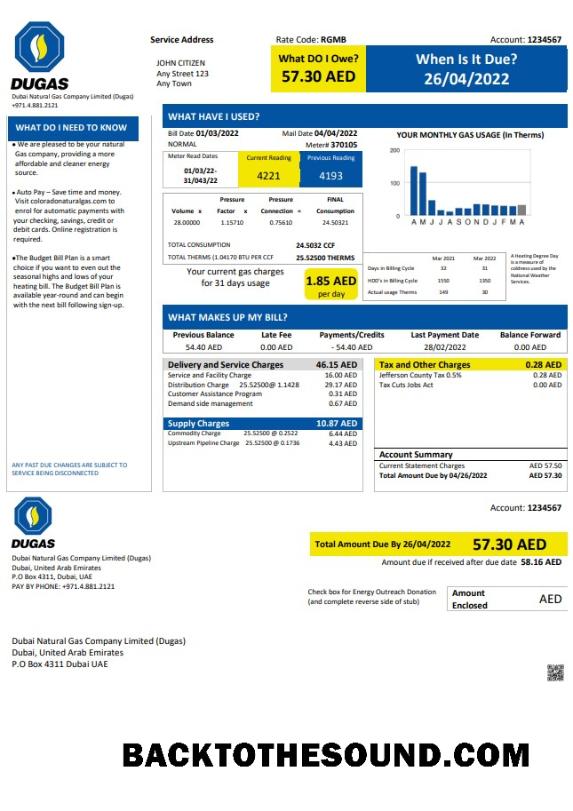 DUGAS
Dubai Natural Gas Company Limited (Dugas)
+971.4.881.2121
Service Address
JOHN CITIZEN
Any Street 123
Any Town
Rate Code: RGMB
Account: 1234567
What DO I Owe?
57.30 AED
When Is It Due?
26/04/2022
WHAT DO I NEED TO KNOW
• We are pleased to be your natural
Gas company, providing a more
affordable and cleaner energy
source.
• Auto Pay – Save time and money.
Visit coloradonaturalgas.com to
enrol for automatic payments with
your checking, savings, credit or
debit cards. Online registration is
required.
•The Budget Bill Plan is a smart
choice if you want to even out the
seasonal highs and lows of your
heating bill. The Budget Bill Plan is
available year-round and can begin
with the next bill following sign-up.
ANY PAST DUE CHARGES ARE SUBJECT TO
SERVICE BEING DISCONNECTED
WHAT HAVE I USED?
Bill Date 01/03/2022 Mail Date 04/04/2022
NORMAL Meter# 370105
Meter Read Dates Current Reading Previous Reading
01/03/22-
31/043/22 4221 4193
Pressure Pressure FINAL
Volume x Factor x Connection = Consumption
28.00000 1.15710 0.75610 24.50321
TOTAL CONSUMPTION 24.5032 CCF
TOTAL THERMS (1.04170 BTU PER CCF 25.52500 THERMS
Your current gas charges
for 31 days usage
1.85 AED
per day
YOUR MONTHLY GAS USAGE (In Therms)
200
100
0
A M J J A S O N D J F M A
Mar 2021 Mar 2022
Days in Billing Cycle 32 31
HDD's in Billing Cycle 1550 1350
Actual usage Therms 149 30
A Heating Degree Day
is a measure of
coldness used by the
National Weather
Services.
WHAT MAKES UP MY BILL?
Previous Balance Late Fee Payments/Credits Last Payment Date Balance Forward
54.40 AED 0.00 AED - 54.40 AED 28/02/2022 0.00 AED
Delivery and Service Charges 46.15 AED
Service and Facility Charge 16.00 AED
Distribution Charge 25.52500@ 1.1428 29.17 AED
Customer Assistance Program 0.31 AED
Demand side management 0.67 AED
Supply Charges 10.87 AED
Commodity Charge 25.52500 @ 0.2522 6.44 AED
Upstream Pipeline Charge 25.52500 @ 0.1736 4.43 AED
Tax and Other Charges 0.28 AED
Jefferson County Tax 0.5% 0.28 AED
Tax Cuts Jobs Act 0.00 AED
Account Summary
Current Statement Charges AED 57.50
Total Amount Due by 04/26/2022 AED 57.30
DUGAS
Dubai Natural Gas Company Limited (Dugas)
Dubai, United Arab Emirates
P.O Box 4311, Dubai, UAE
PAY BY PHONE: +971.4.881.2121
Account: 1234567
Total Amount Due By 26/04/2022 57.30 AED
Amount due if received after due date 58.16 AED
Check box for Energy Outreach Donation
(and complete reverse side of stub)
Amount
Enclosed AED
Dubai Natural Gas Company Limited (Dugas)
Dubai, United Arab Emirates
P.O Box 4311 Dubai UAE
BACKTOTHESOUND.COM